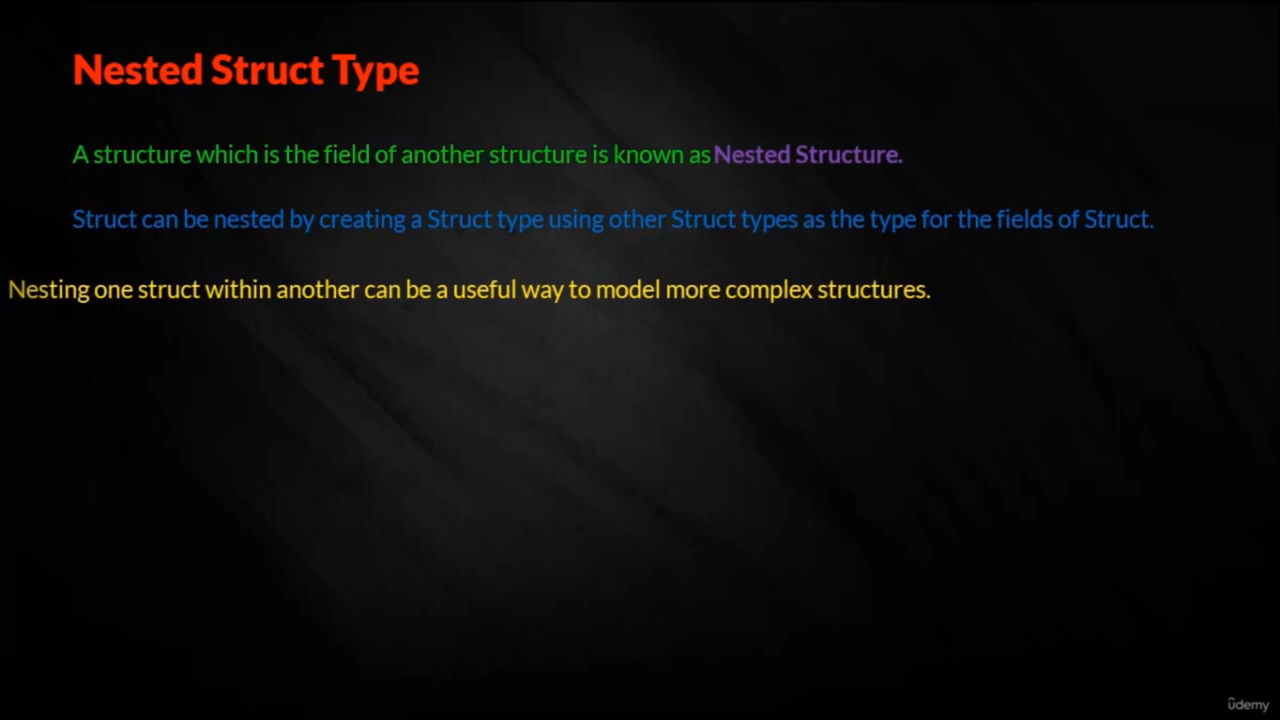 Nested Struct Type
A structure which is the field of another structure is known as Nested Structure.
Struct can be nested by creating a Struct type using other Struct types as the type for the fields of Struct.
Nesting one struct within another can be a useful way to model more complex structures.
ûdemy